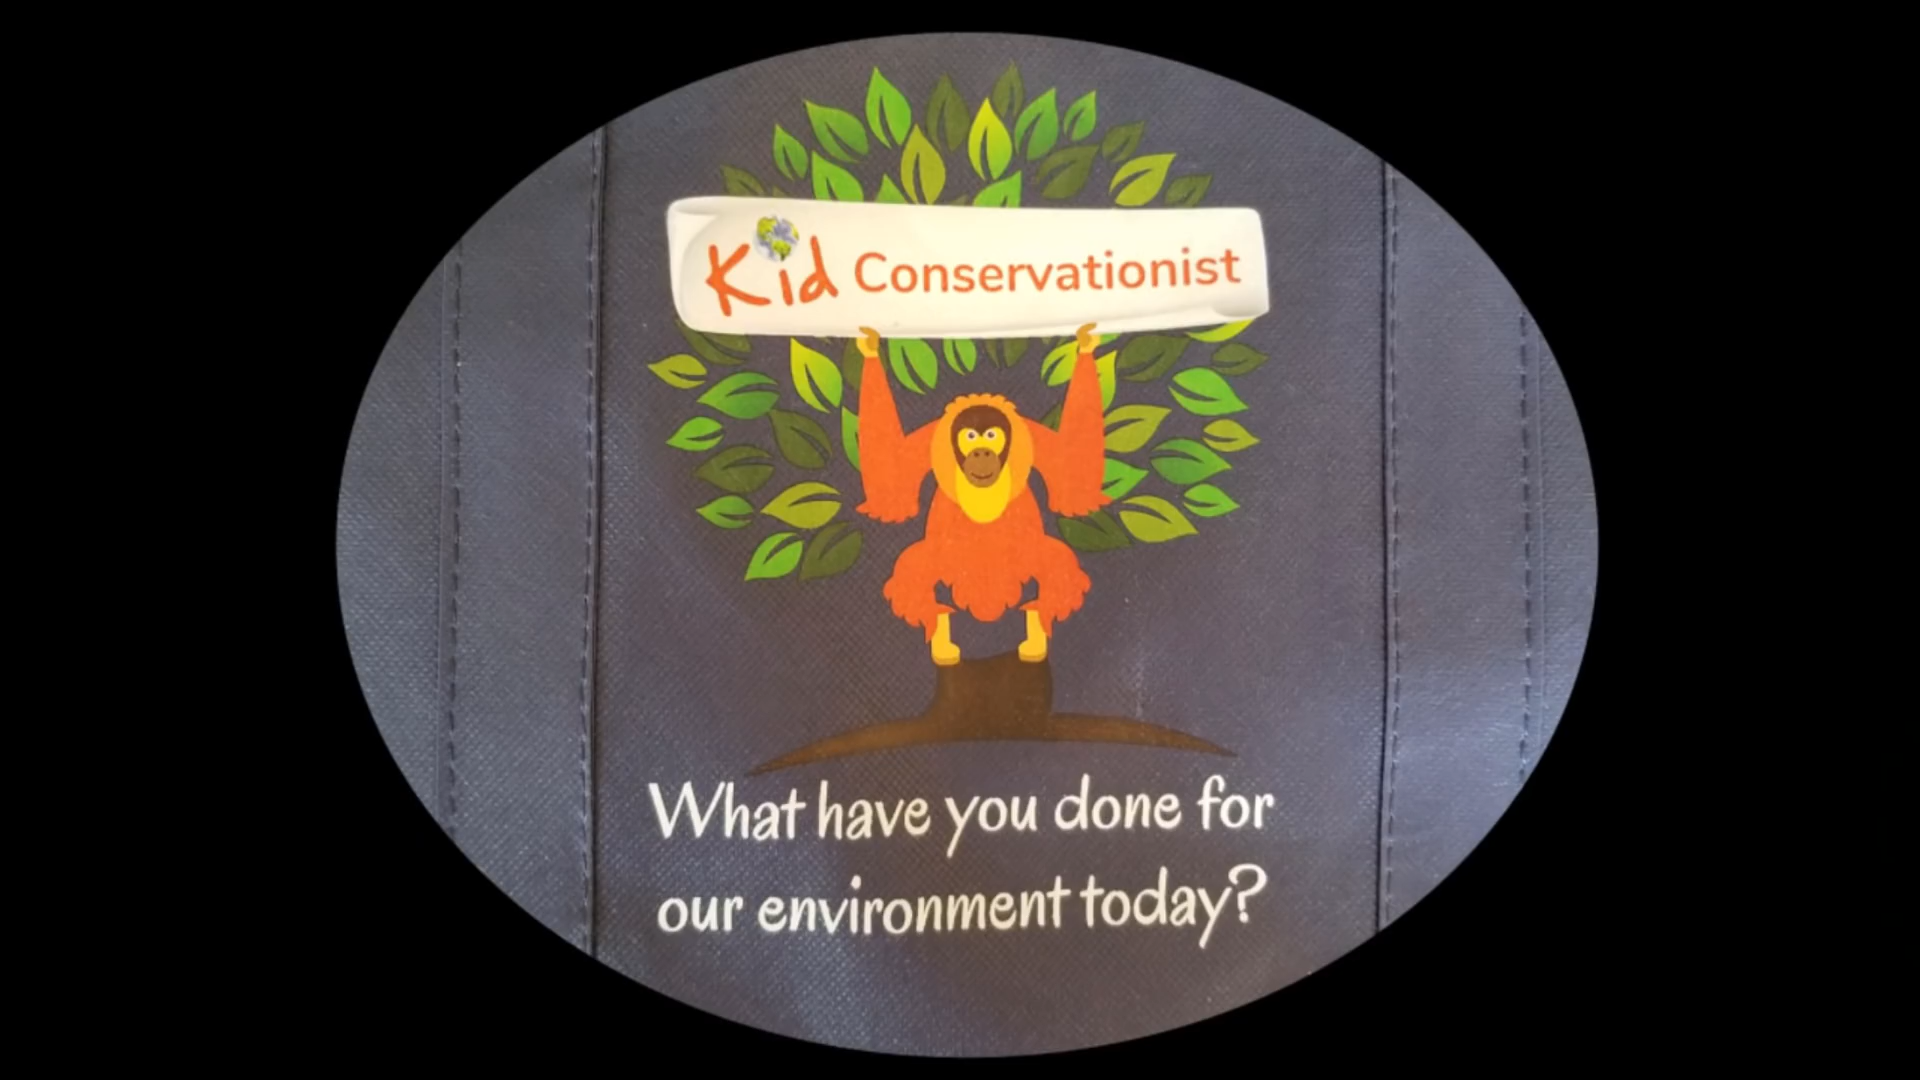 Kid Conservationist
What have you done for
our environment today?